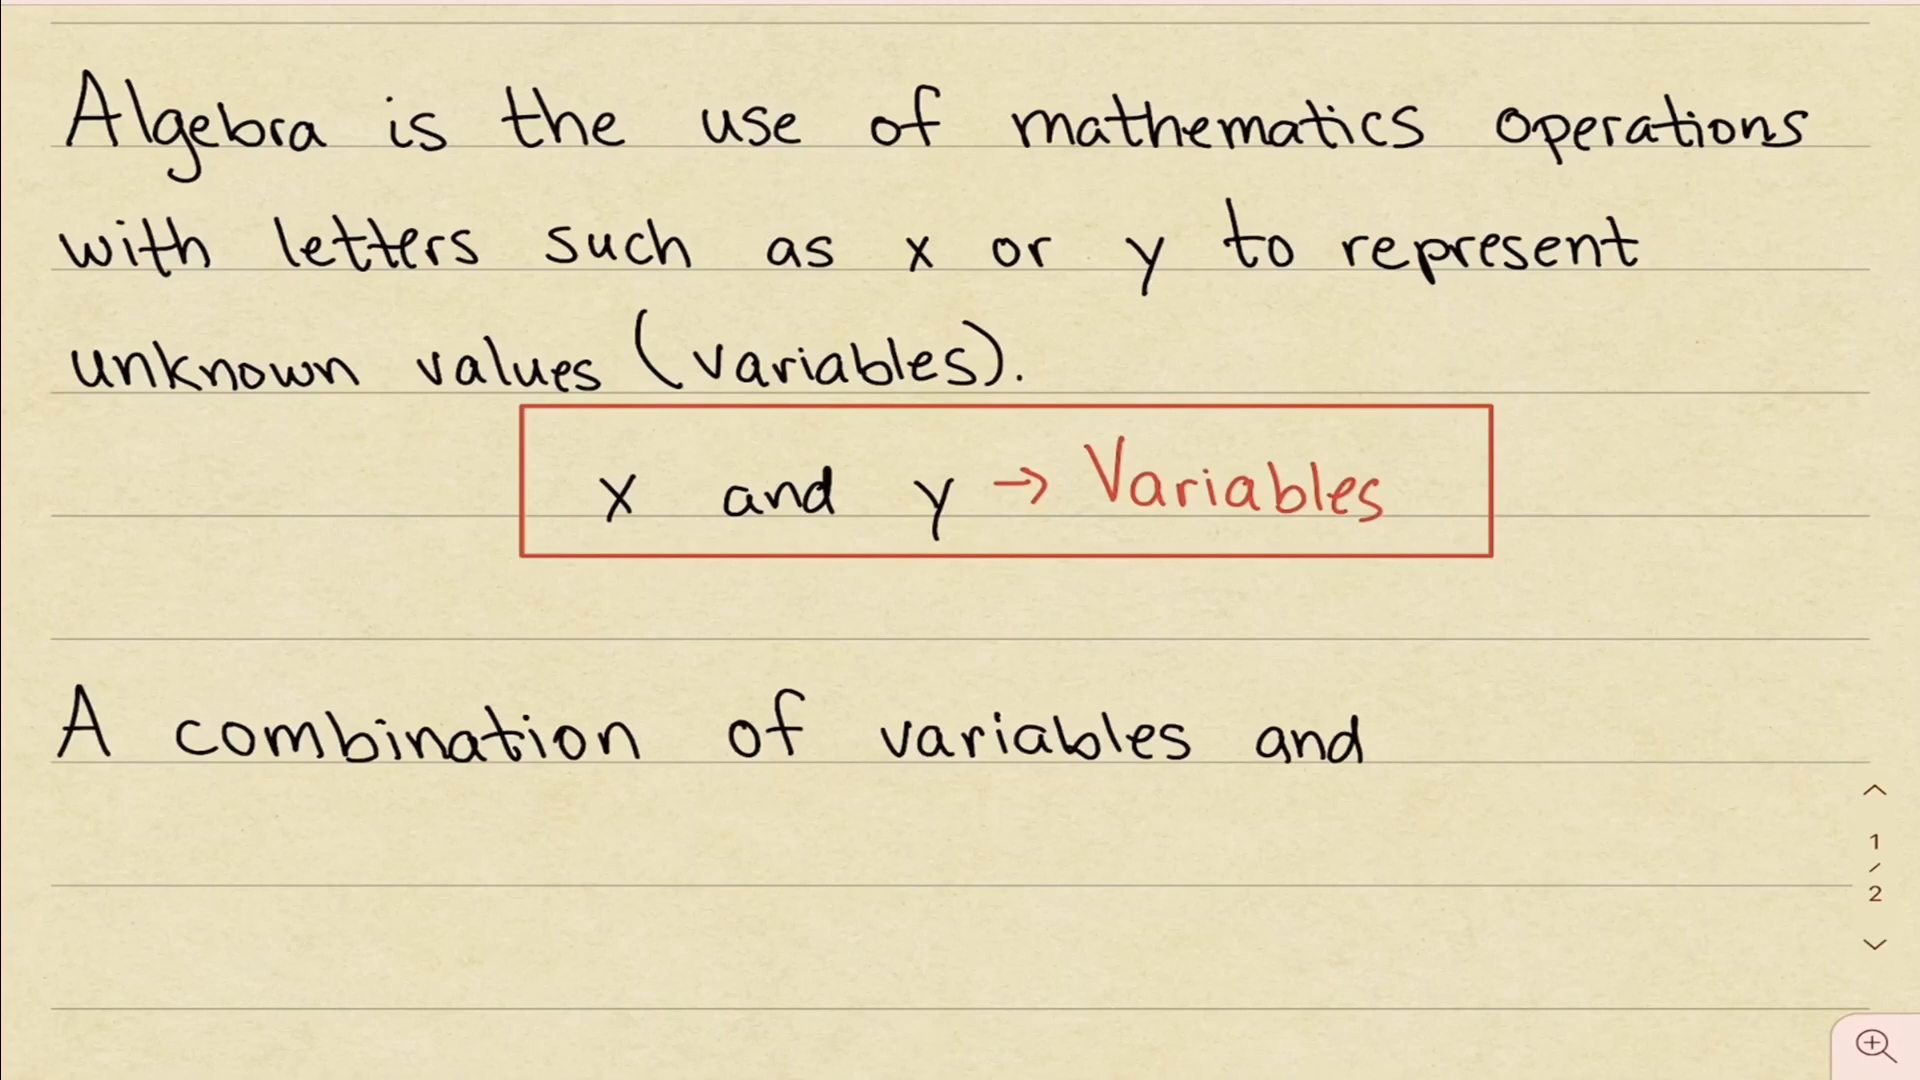 Algebra is the use of mathematics operations
with letters such as x or y to represent
unknown values (variables).
x and y → Variables
A combination of variables and
1
/
2